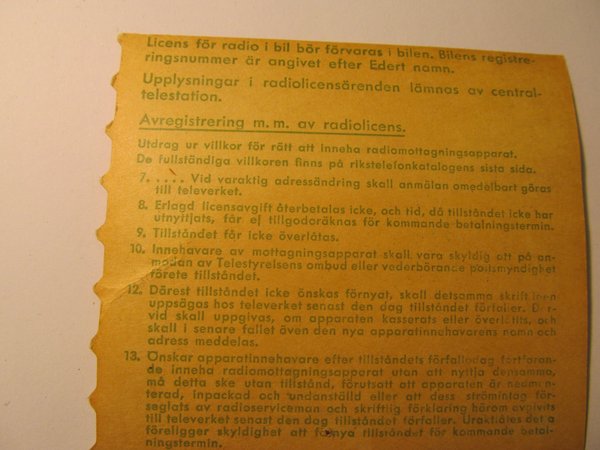 Licens för radio i bil bör förvaras i bilen. Bilens registre-
ringsnummer är angivet efter Edert namn.
Upplysningar i radiolicensärenden lämnas av central-
telestation.
Avregistrering m. m. av radiolicens.
Utdrag ur villkor för rätt att inneha radiomottagningsapparat.
De fullständiga villkoren finns på rikstelefonkatalogens sista sida.
7. . . . . . Vid varaktig adressändring skall anmälan omedelbart göras
till televerket.
8. Erlagd licensavgift återbetalas icke, och tid, då tillståndet icke har
utnyttjats, får ej tillgodoräknas för kommande betalningstermin.
9. Tillståndet får icke överlåtas.
10. Innehavare av mottagningsapparat skall vara skyldig att på an-
modan av Telestyrelsens ombud eller vederbörande polismyndighet
förete tillståndet.
12. Därest tillståndet icke önskas förnyat, skall detsamma skriftligen
uppsägas hos televerket senast den dag tillståndet förfaller. Där-
vid skall uppgivas, om apparaten kasserats eller överlåtits, och
skall i senare fallet även den nya apparatinnehavarens namn och
adress meddelas.
13. Önskar apparatinnehavare efter tillståndets förfallodag fortfaran-
de inneha radiomottagningsapparat utan att nyttja densamma,
må detta ske utan tillstånd, förutsatt att apparaten är nedmon-
terad, inpackad och undanställd eller att dess strömintag för-
seglats av radioserviceman och skriftlig förklaring härom avgivits
till televerket senast den dag tillståndet förfaller. Uraktlåtes det a
föreligger skyldighet att förnya tillståndet för kommande betal-
ningstermin.